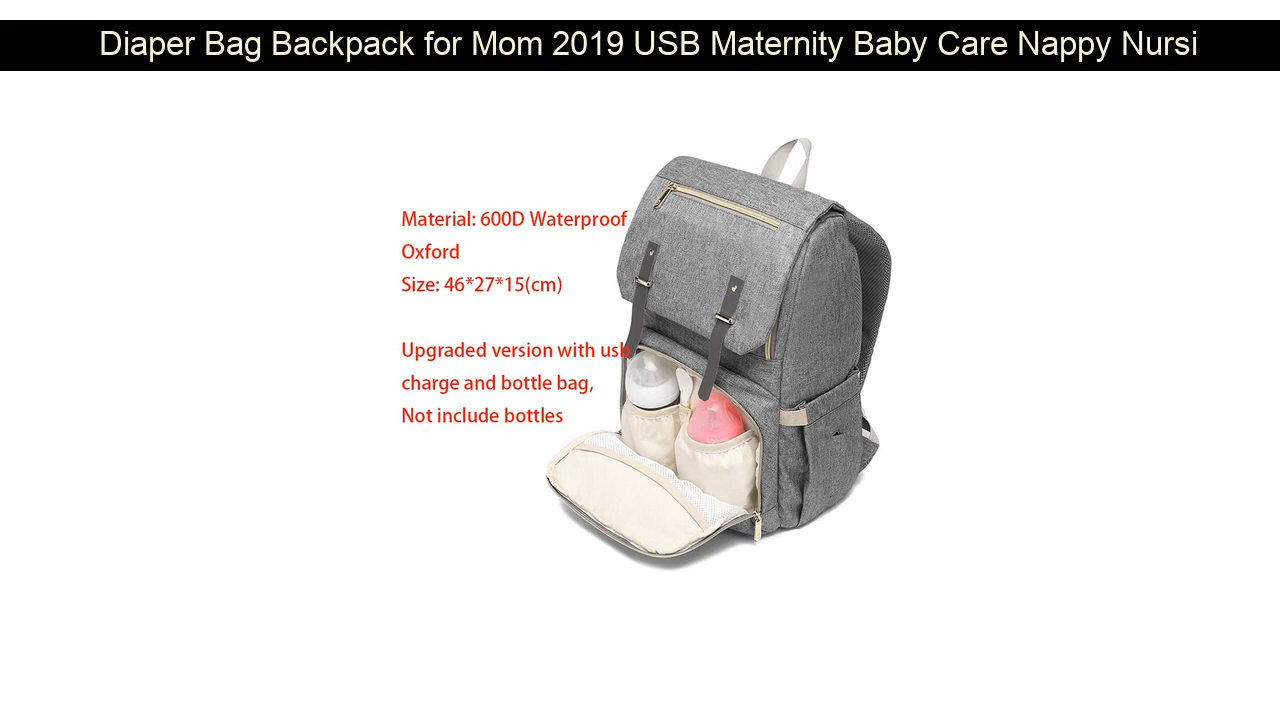 Diaper Bag Backpack for Mom 2019 USB Maternity Baby Care Nappy Nursi
Material: 600D Waterproof
Oxford
Size: 46*27*15(cm)
Upgraded version with usb
charge and bottle bag,
Not include bottles